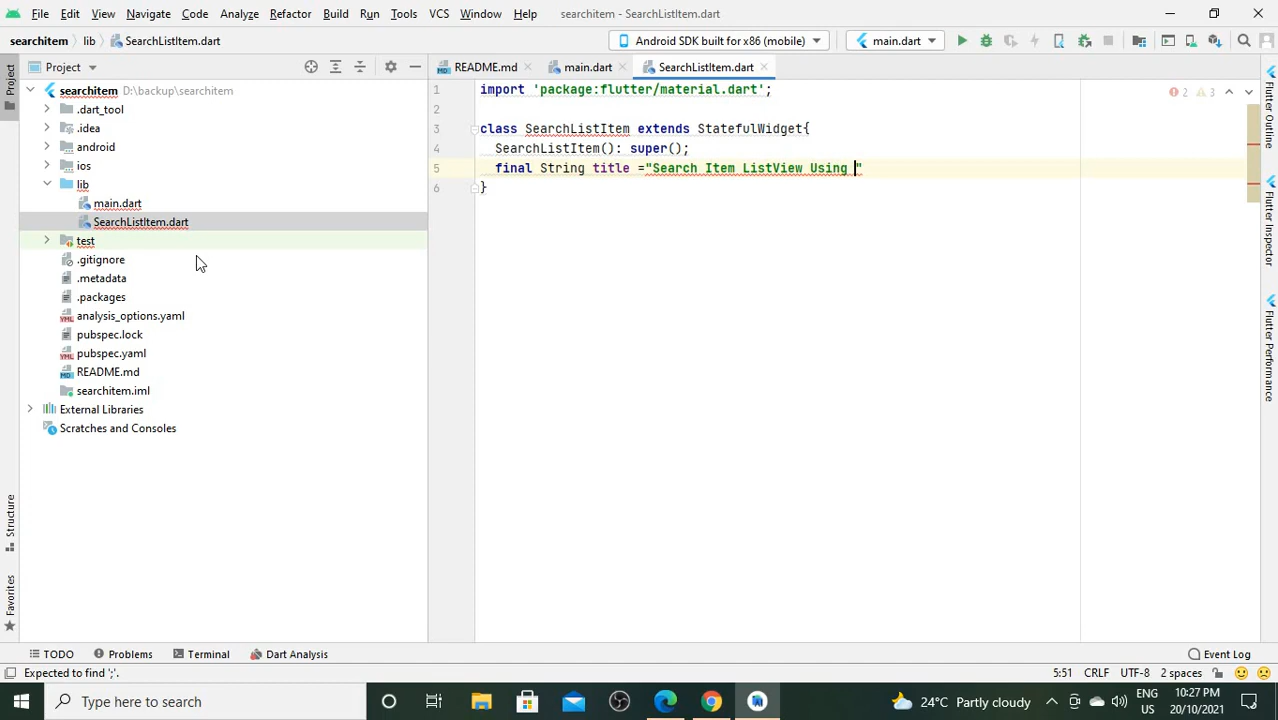 File Edit View Navigate Code Analyze Refactor Build Run Tools VCS Window Help searchitem - SearchListItem.dart
searchitem lib SearchListItem.dart Android SDK built for x86 (mobile) main.dart
Project
README.md main.dart SearchListItem.dart
searchitem D:\backup\searchitem
.dart_tool
.idea
android
ios
lib
main.dart
SearchListItem.dart
test
.gitignore
.metadata
.packages
analysis_options.yaml
pubspec.lock
pubspec.yaml
README.md
searchitem.iml
External Libraries
Scratches and Consoles
1 import 'package:flutter/material.dart';
2
3 class SearchListItem extends StatefulWidget{
4 SearchListItem(): super();
5 final String title ="Search Item ListView Using "
6 }
2 3
Project
Structure
Favorites
Flutter Outline
Flutter Inspector
Flutter Performance
TODO Problems Terminal Dart Analysis Event Log
Expected to find ';'. 5:51 CRLF UTF-8 2 spaces
Type here to search 24°C Partly cloudy ENG US 10:27 PM 20/10/2021